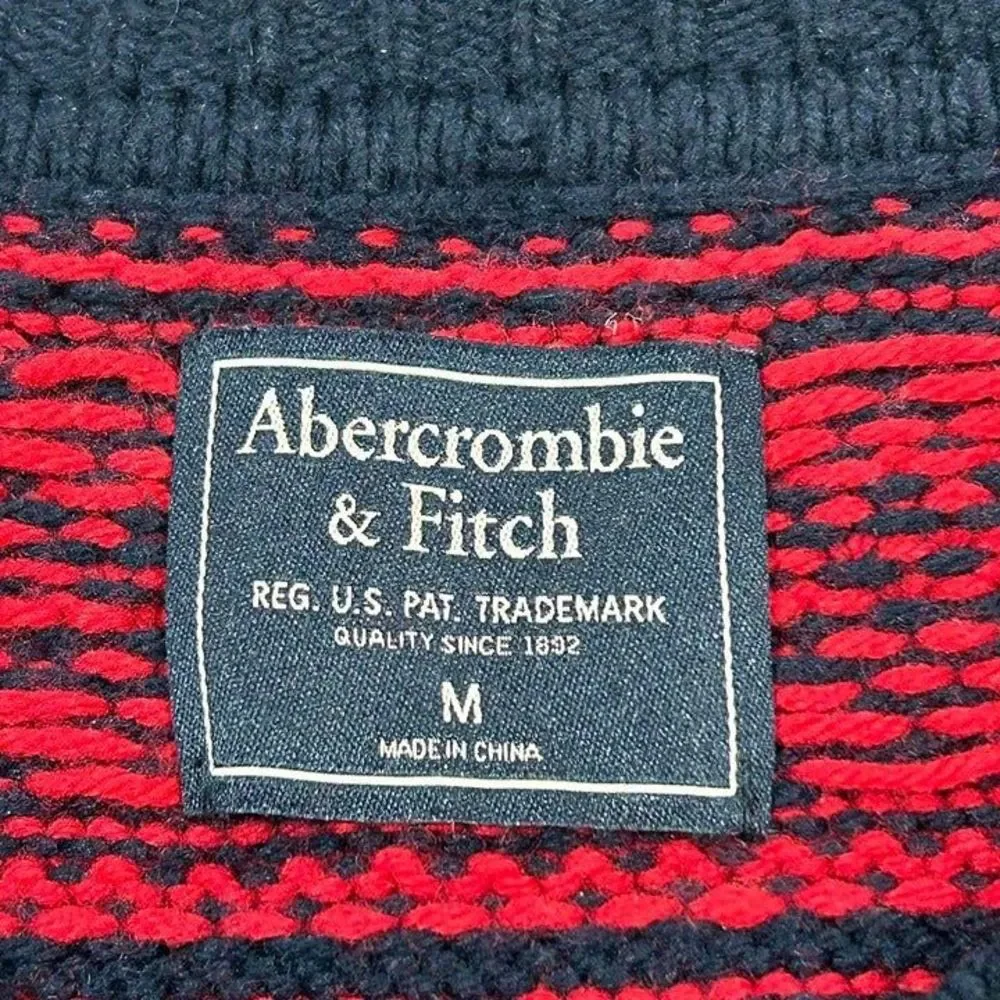 Abercrombie
& Fitch
REG. U.S. PAT. TRADEMARK
QUALITY SINCE 1892
M
MADE IN CHINA